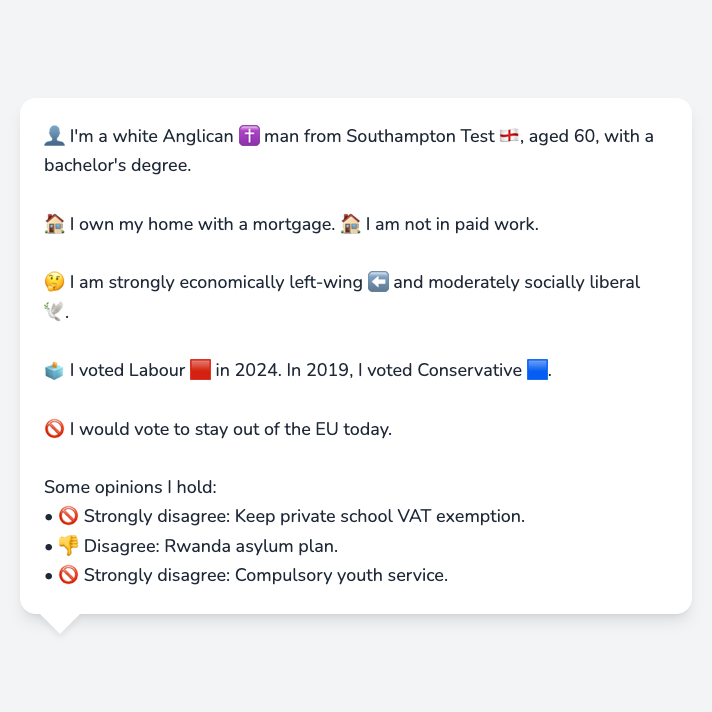 👤 I'm a white Anglican ✝️ man from Southampton Test 🏴󠁧󠁢󠁥󠁮󠁧󠁿, aged 60, with a
bachelor's degree.
🏠 I own my home with a mortgage. 🏠 I am not in paid work.
🤔 I am strongly economically left-wing ⬅️ and moderately socially liberal
🕊️.
🗳️ I voted Labour 🟥 in 2024. In 2019, I voted Conservative 🟦.
🚫 I would vote to stay out of the EU today.
Some opinions I hold:
• 🚫 Strongly disagree: Keep private school VAT exemption.
• 👎 Disagree: Rwanda asylum plan.
• 🚫 Strongly disagree: Compulsory youth service.